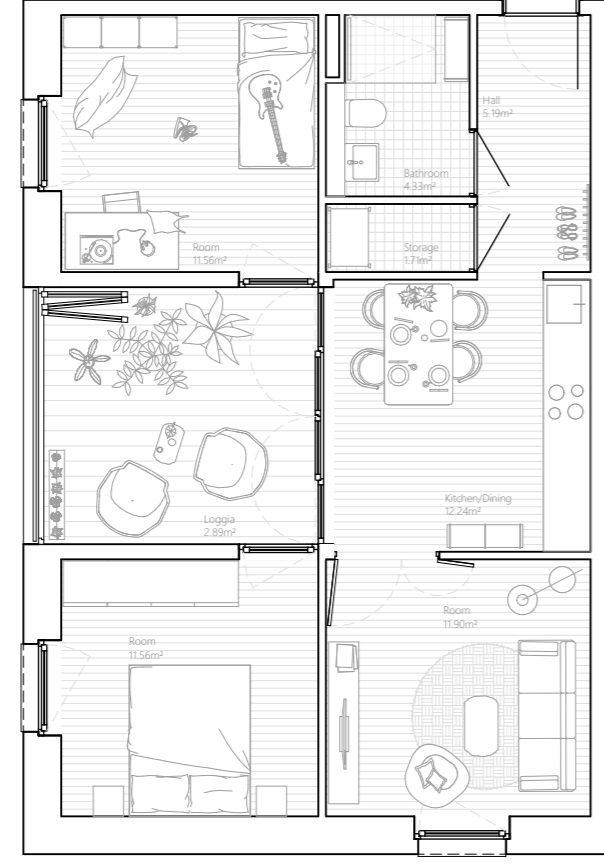 Hall
5.19m²
Bathroom
4.33m²
Room
11.56m²
Storage
1.71m²
Kitchen/Dining
12.24m²
Loggia
2.89m²
Room
11.90m²
Room
11.56m²